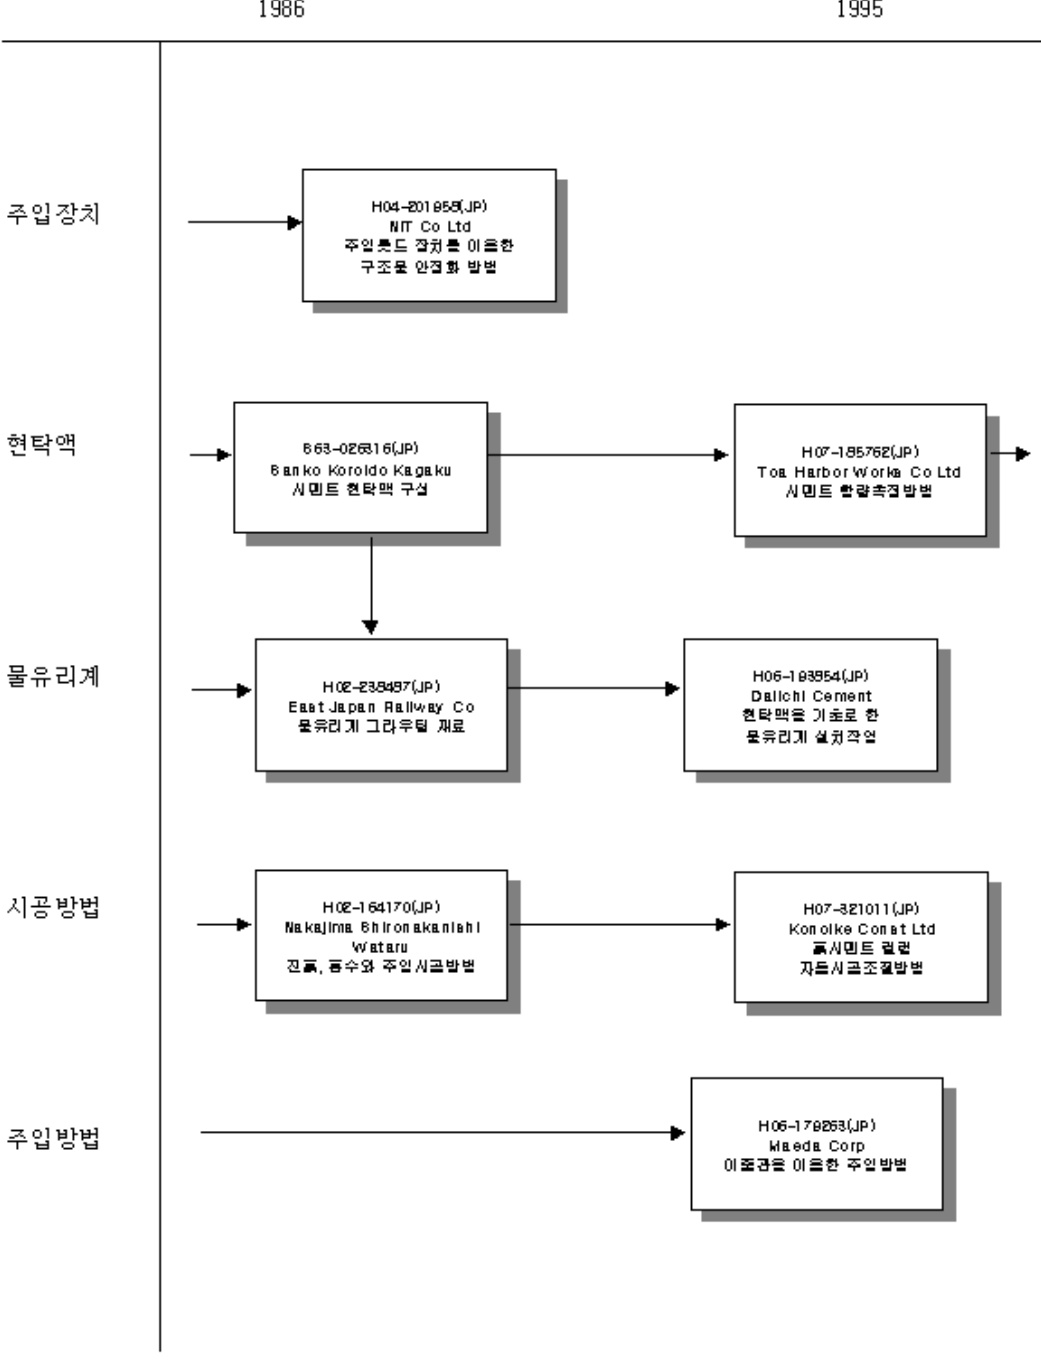 1986
1995
주입장치
H04-201958(JP)
NIT Co Ltd
주입롯드 장치를 이용한
구조물 안정화 방법
현탁액
S63-026316(JP)
Sanko Koroido Kagaku
시멘트 현탁액 구성
H07-185762(JP)
Toa Harbor Works Co Ltd
시멘트 함량측정방법
물유리계
H02-238497(JP)
East Japan Railway Co
물유리계 그라우팅 재료
H06-193954(JP)
Daiichi Cement
현탁액을 기초로 한
물유리계 설치작업
시공방법
H02-164170(JP)
Nakajima Shironakanishi
Wataru
진흙, 용수와 주입시공방법
H07-321011(JP)
Konoike Const Ltd
흙시멘트 컬럼
자동시공조절방법
주입방법
H06-179263(JP)
Maeda Corp
이중관을 이용한 주입방법